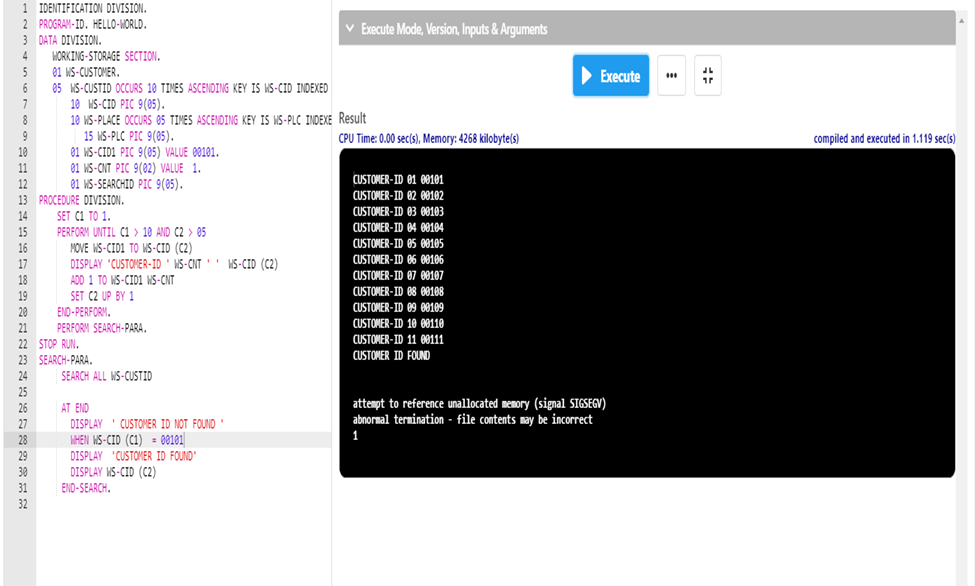 1 IDENTIFICATION DIVISION.
2 PROGRAM-ID. HELLO-WORLD.
3 DATA DIVISION.
4 WORKING-STORAGE SECTION.
5 01 WS-CUSTOMER.
6 05 WS-CUSTID OCCURS 10 TIMES ASCENDING KEY IS WS-CID INDEXED
7 10 WS-CID PIC 9(05).
8 10 WS-PLACE OCCURS 05 TIMES ASCENDING KEY IS WS-PLC INDEXE
9 15 WS-PLC PIC 9(05).
10 01 WS-CID1 PIC 9(05) VALUE 00101.
11 01 WS-CNT PIC 9(02) VALUE 1.
12 01 WS-SEARCHID PIC 9(05).
13 PROCEDURE DIVISION.
14 SET C1 TO 1.
15 PERFORM UNTIL C1 > 10 AND C2 > 05
16 MOVE WS-CID1 TO WS-CID (C2)
17 DISPLAY 'CUSTOMER-ID ' WS-CNT ' ' WS-CID (C2)
18 ADD 1 TO WS-CID1 WS-CNT
19 SET C2 UP BY 1
20 END-PERFORM.
21 PERFORM SEARCH-PARA.
22 STOP RUN.
23 SEARCH-PARA.
24 SEARCH ALL WS-CUSTID
25
26 AT END
27 DISPLAY ' CUSTOMER ID NOT FOUND '
28 WHEN WS-CID (C1) = 00101
29 DISPLAY 'CUSTOMER ID FOUND'
30 DISPLAY WS-CID (C2)
31 END-SEARCH.
32
Execute Mode, Version, Inputs & Arguments
Execute
Result
CPU Time: 0.00 sec(s), Memory: 4268 kilobyte(s) compiled and executed in 1.119 sec(s)
CUSTOMER-ID 01 00101
CUSTOMER-ID 02 00102
CUSTOMER-ID 03 00103
CUSTOMER-ID 04 00104
CUSTOMER-ID 05 00105
CUSTOMER-ID 06 00106
CUSTOMER-ID 07 00107
CUSTOMER-ID 08 00108
CUSTOMER-ID 09 00109
CUSTOMER-ID 10 00110
CUSTOMER-ID 11 00111
CUSTOMER ID FOUND
attempt to reference unallocated memory (signal SIGSEGV)
abnormal termination - file contents may be incorrect
1